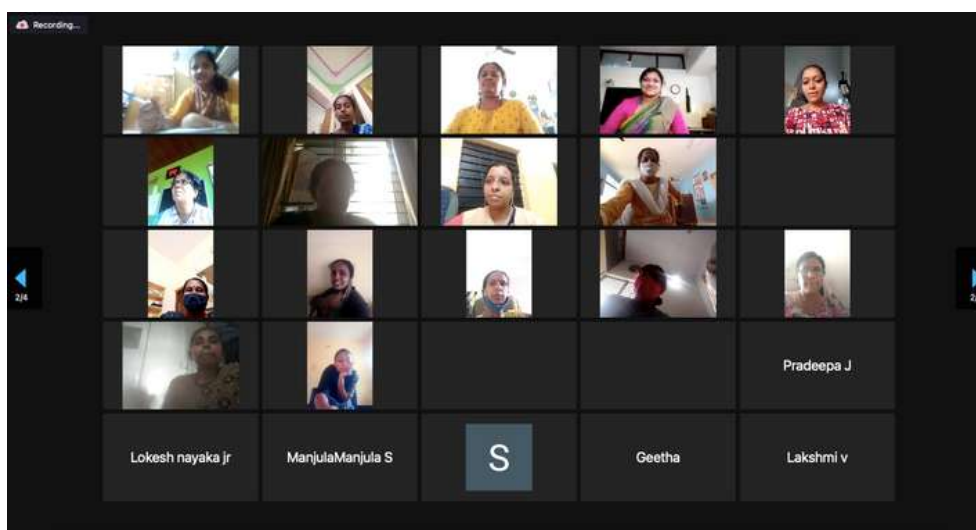 Recording...
2/4
Pradeepa J
Lokesh nayaka jr
ManjulaManjula S
S
Geetha
Lakshmi v